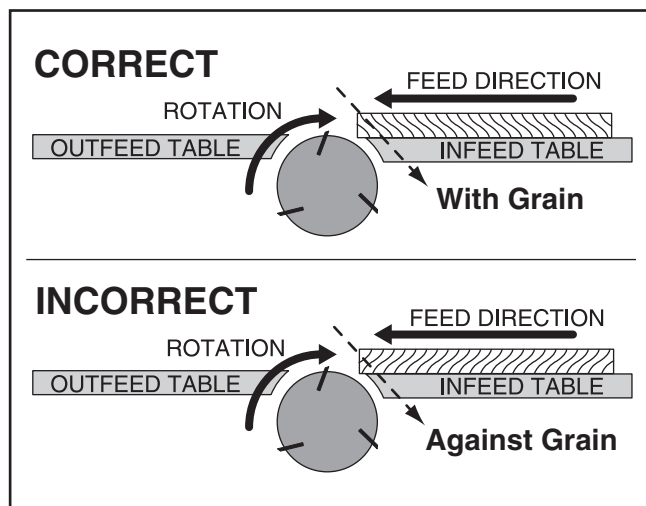 CORRECT
FEED DIRECTION
ROTATION
OUTFEED TABLE
INFEED TABLE
With Grain
INCORRECT
FEED DIRECTION
ROTATION
OUTFEED TABLE
INFEED TABLE
Against Grain